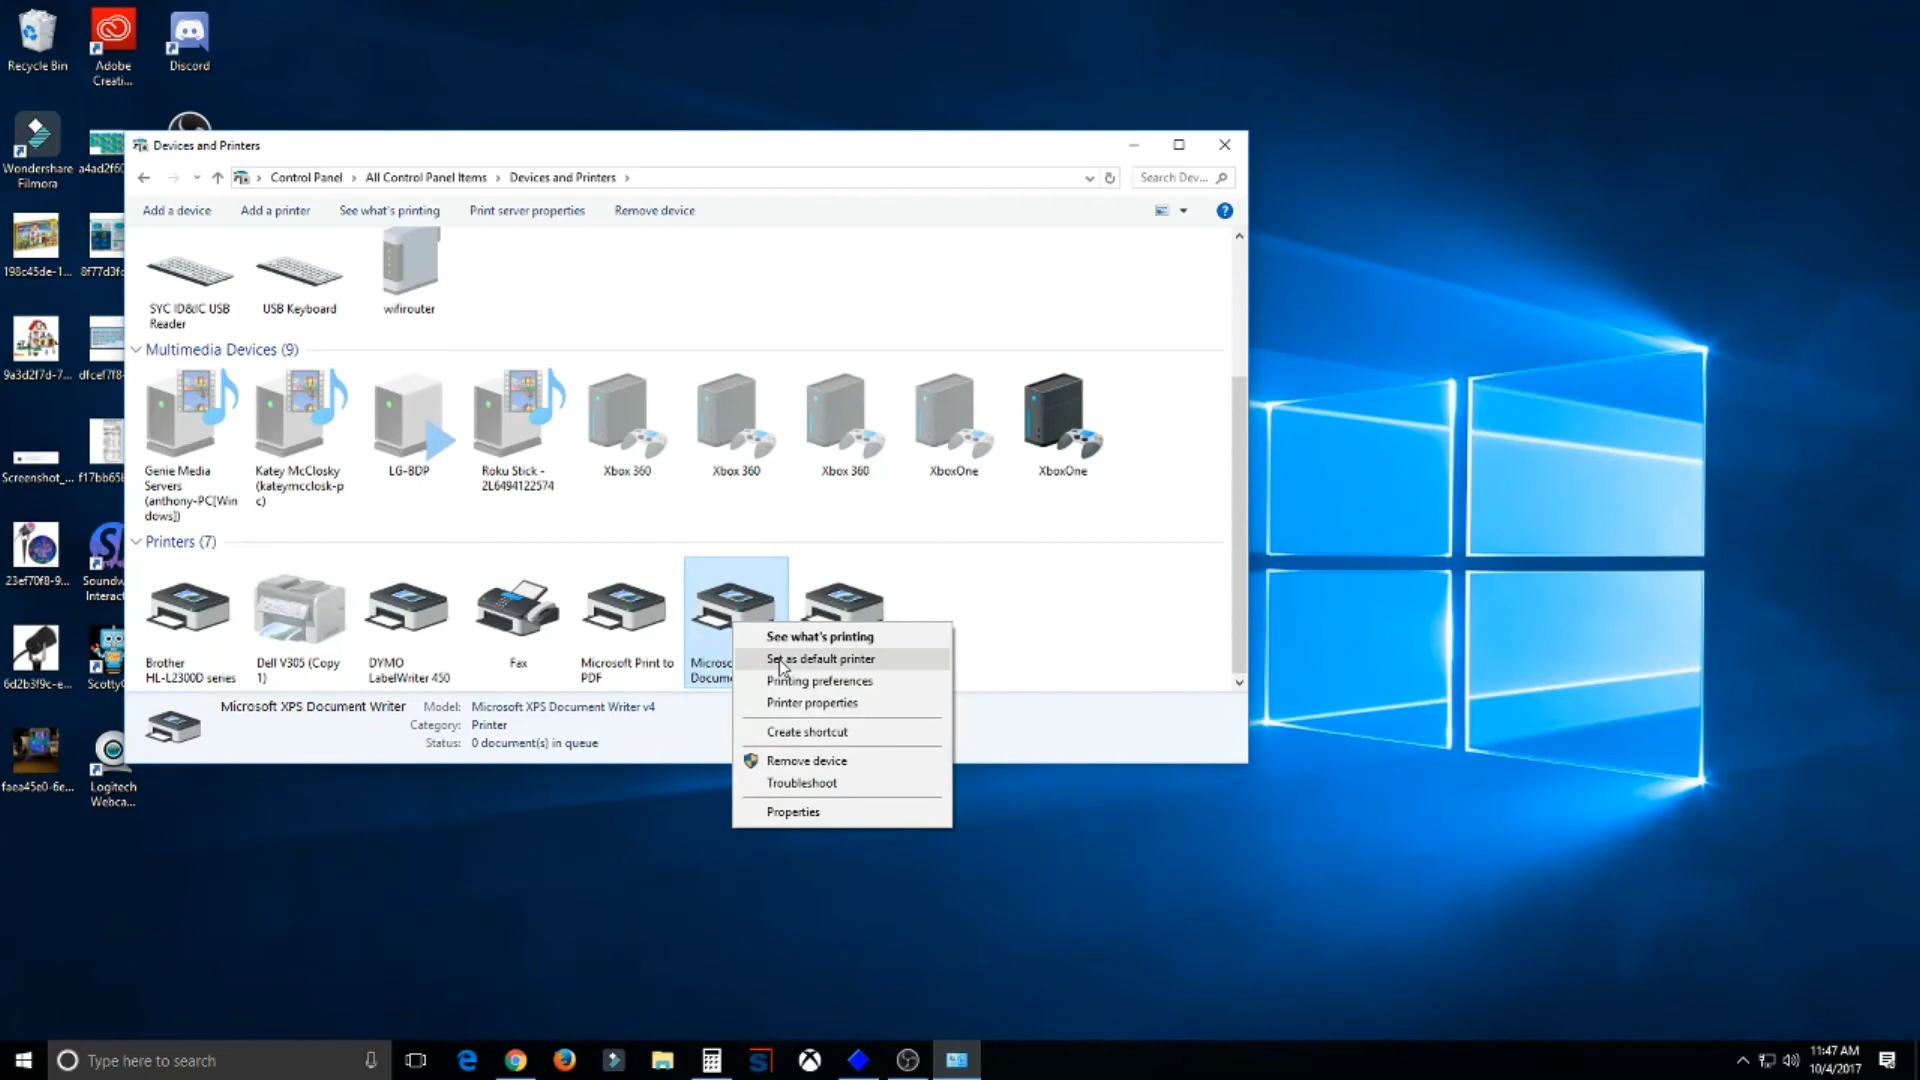 Recycle Bin
Adobe
Creati...
Discord
Wondershare
Filmora
a4ad2f60
198c45de-1...
8f77d3fc
9a3d2f7d-7...
dfcef7f8-
Screenshot_...
f17bb65b
23ef70f8-9...
Soundw
Interact
6d2b3f9c-e...
ScottyG
faea45e0-6e...
Logitech
Webca...
Devices and Printers
Control Panel
All Control Panel Items
Devices and Printers
Search Dev...
Add a device
Add a printer
See what's printing
Print server properties
Remove device
SYC ID&IC USB
Reader
USB Keyboard
wifirouter
Multimedia Devices (9)
Genie Media
Servers
(anthony-PC[Win
dows])
Katey McClosky
(kateymcclosk-p
c)
LG-BDP
Roku Stick -
2L6494122574
Xbox 360
Xbox 360
Xbox 360
XboxOne
XboxOne
Printers (7)
Brother
HL-L2300D series
Dell V305 (Copy
1)
DYMO
LabelWriter 450
Fax
Microsoft Print to
PDF
Microso
Docume
See what's printing
Set as default printer
Printing preferences
Printer properties
Create shortcut
Remove device
Troubleshoot
Properties
Microsoft XPS Document Writer
Model: Microsoft XPS Document Writer v4
Category: Printer
Status: 0 document(s) in queue
Type here to search
11:47 AM
10/4/2017